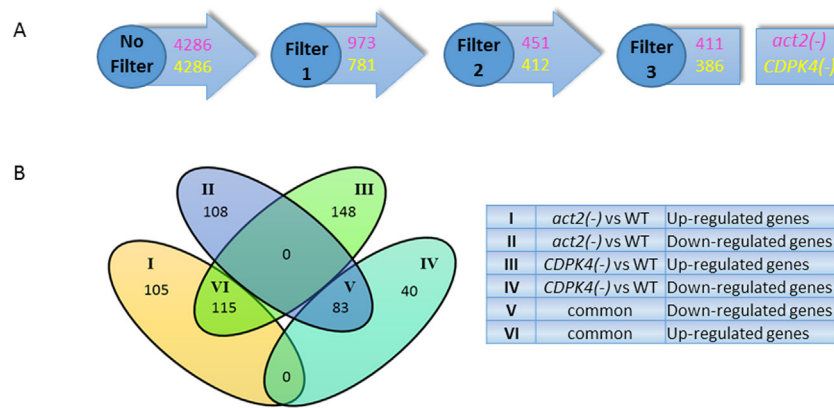 A
No Filter
4286
4286
Filter 1
973
781
Filter 2
451
412
Filter 3
411
386
act2(-)
CDPK4(-)
B
II
108
III
148
0
I
105
IV
40
VI
115
V
83
0
I act2(-) vs WT Up-regulated genes
II act2(-) vs WT Down-regulated genes
III CDPK4(-) vs WT Up-regulated genes
IV CDPK4(-) vs WT Down-regulated genes
V common Down-regulated genes
VI common Up-regulated genes